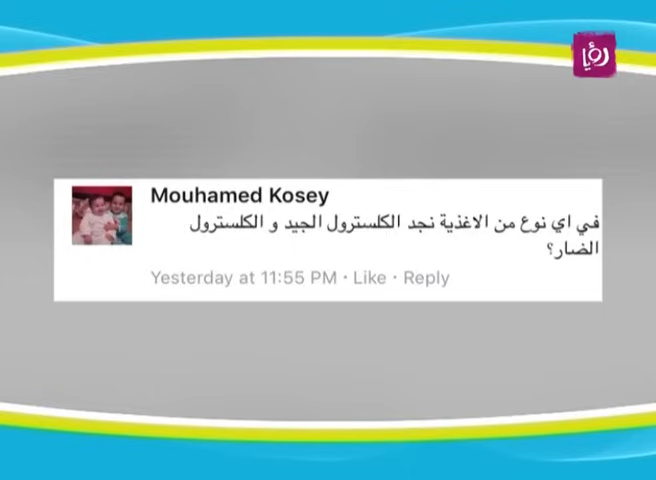 رؤيا
Mouhamed Kosey
في اي نوع من الاغذية نجد الكلسترول الجيد و الكلسترول
الضار؟
Yesterday at 11:55 PM · Like · Reply